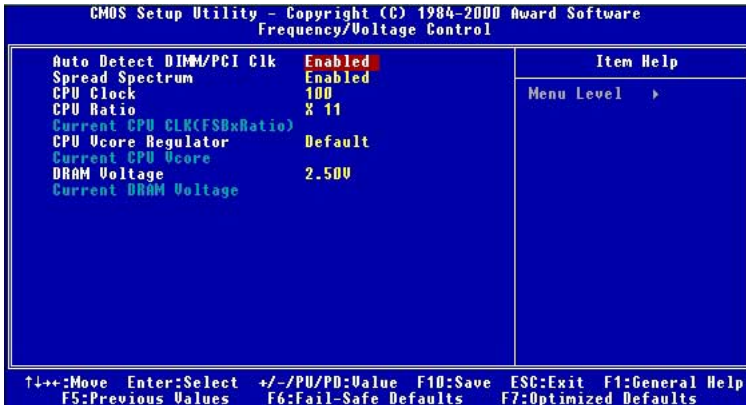 CMOS Setup Utility - Copyright (C) 1984-2000 Award Software
Frequency/Voltage Control
Auto Detect DIMM/PCI Clk Enabled
Spread Spectrum Enabled
CPU Clock 100
CPU Ratio X 11
Current CPU CLK(FSBxRatio)
CPU Vcore Regulator Default
Current CPU Vcore
DRAM Voltage 2.50V
Current DRAM Voltage
Item Help
Menu Level ▸
↑↓→←:Move Enter:Select +/-/PU/PD:Value F10:Save ESC:Exit F1:General Help
F5:Previous Values F6:Fail-Safe Defaults F7:Optimized Defaults